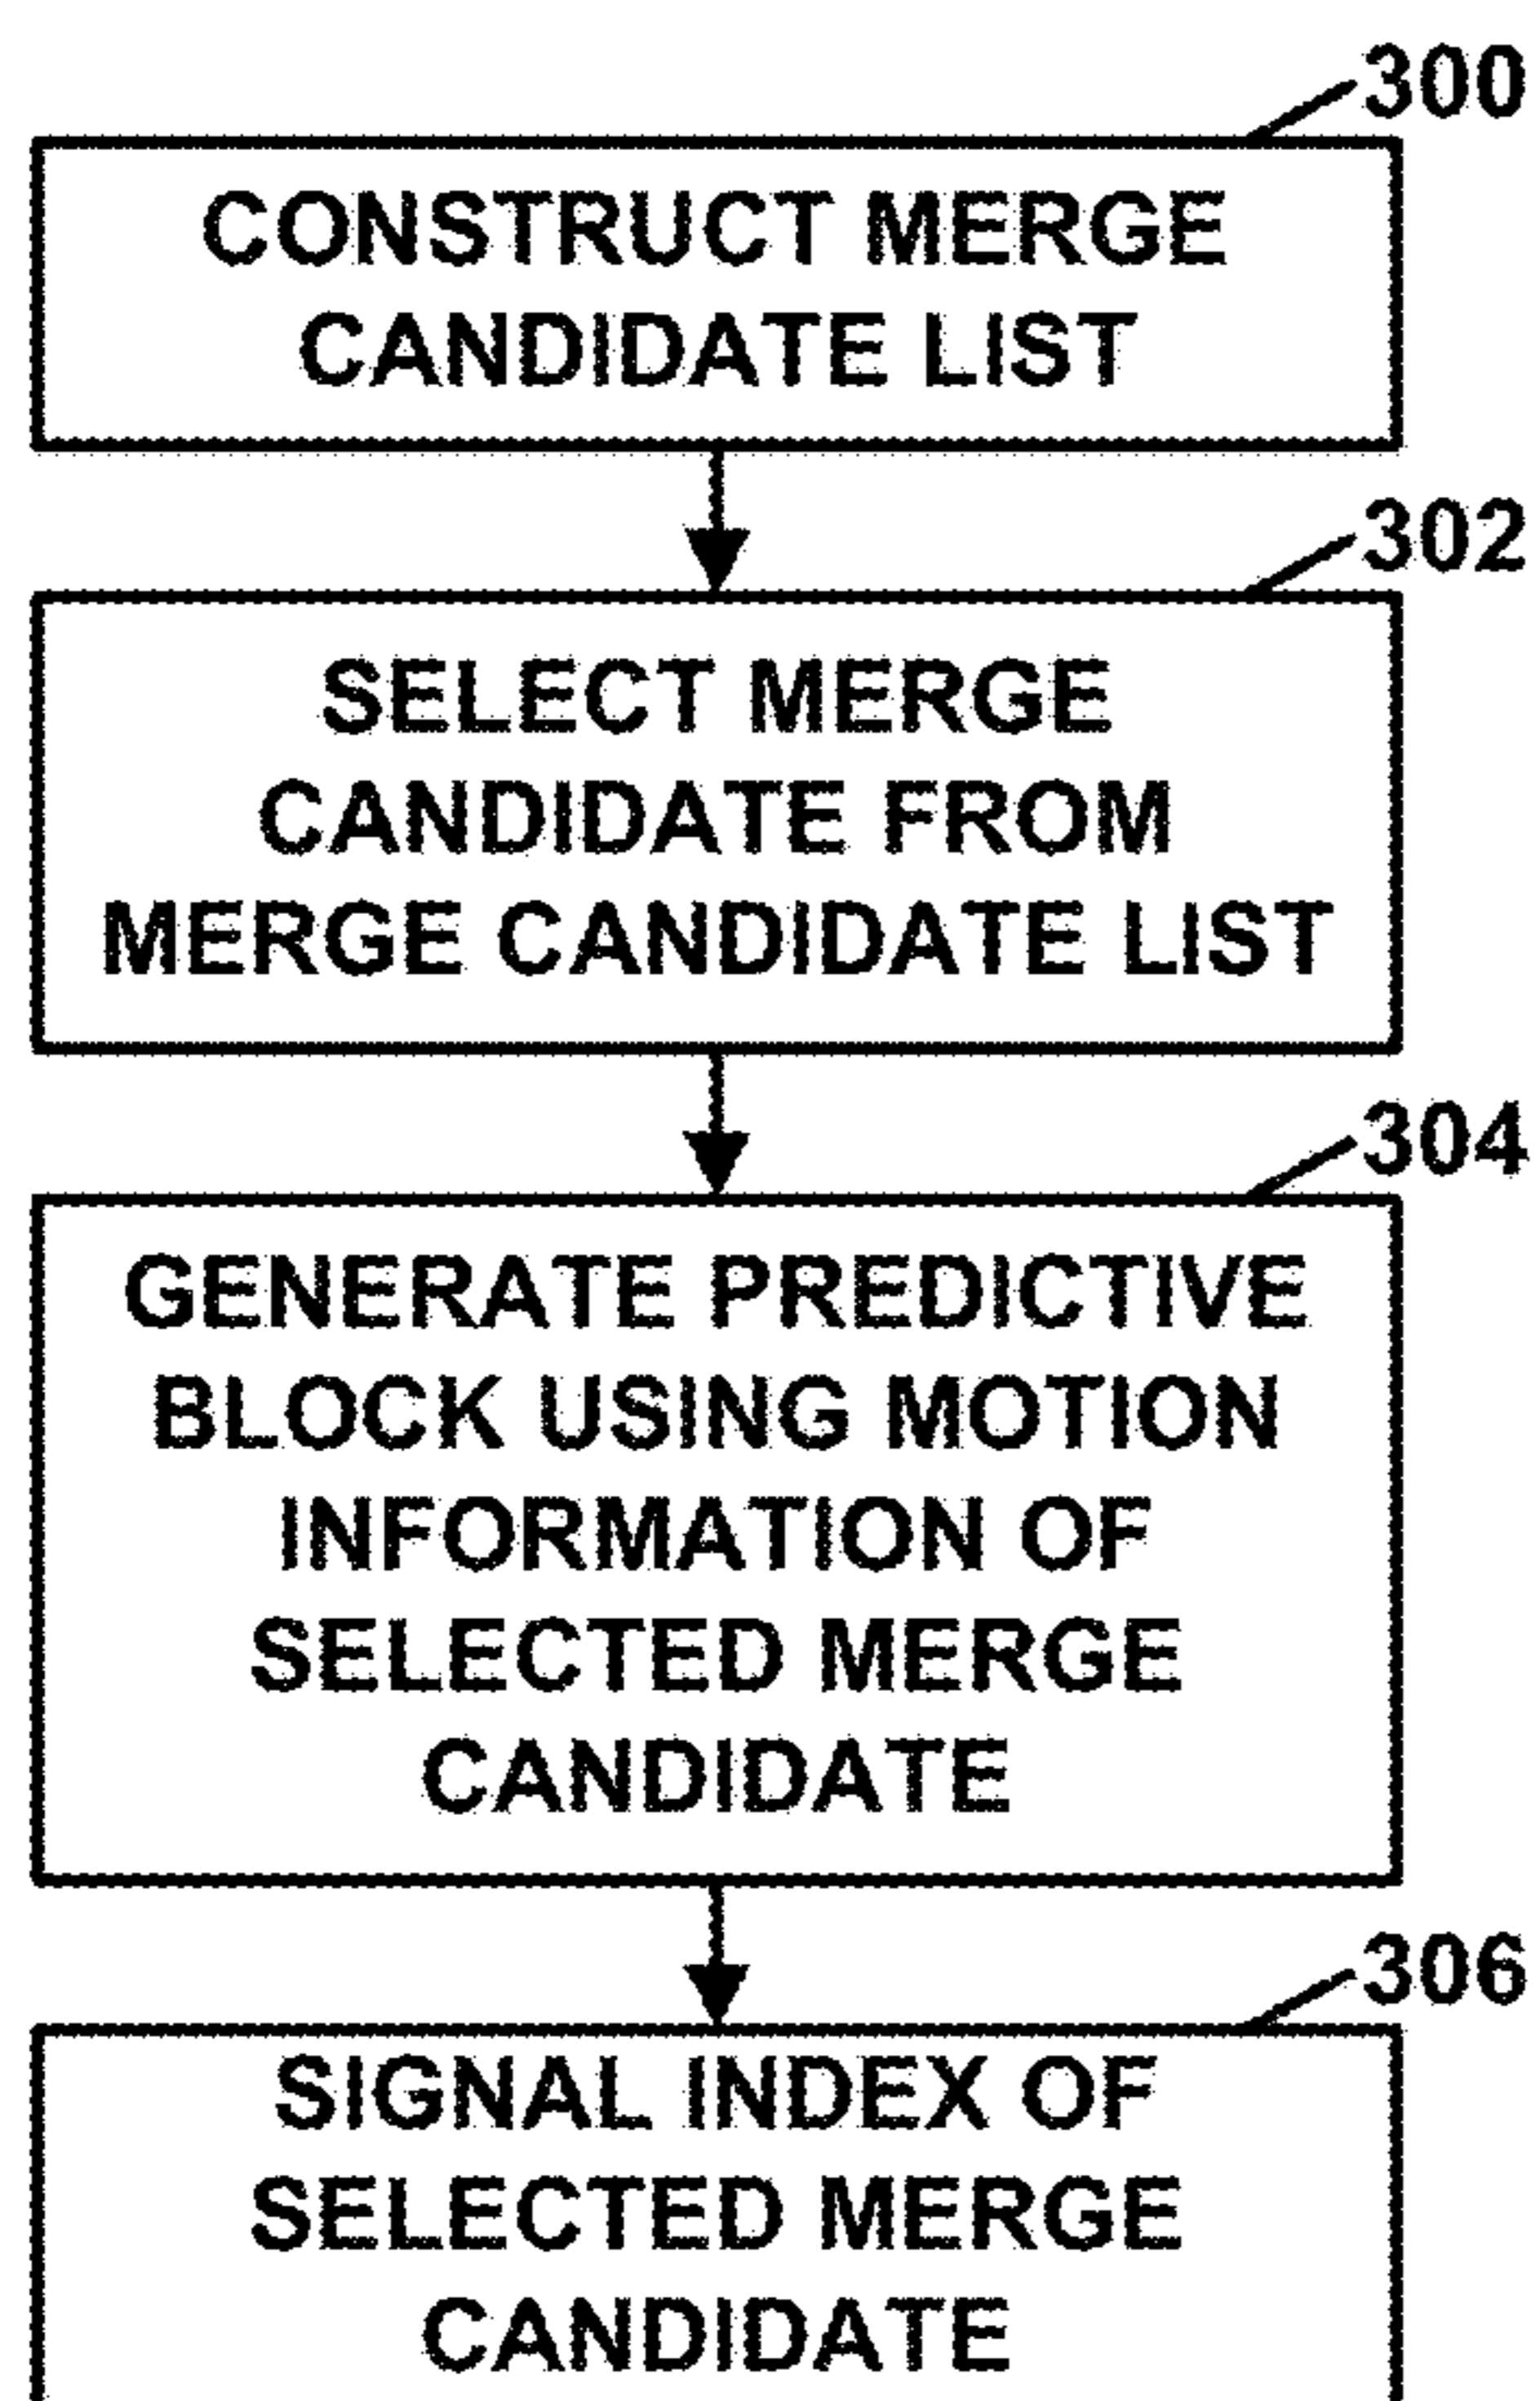 300
CONSTRUCT MERGE
CANDIDATE LIST
302
SELECT MERGE
CANDIDATE FROM
MERGE CANDIDATE LIST
304
GENERATE PREDICTIVE
BLOCK USING MOTION
INFORMATION OF
SELECTED MERGE
CANDIDATE
306
SIGNAL INDEX OF
SELECTED MERGE
CANDIDATE